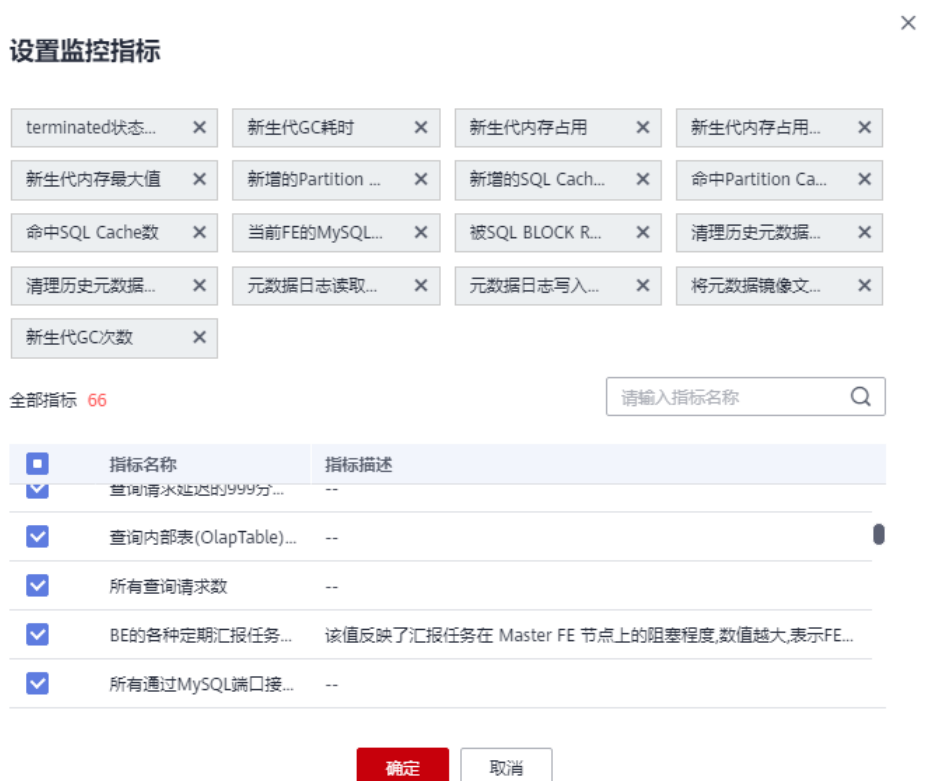 设置监控指标
terminated状态... 新生代GC耗时 新生代内存占用 新生代内存占用...
新生代内存最大值 新增的Partition ... 新增的SQL Cach... 命中Partition Ca...
命中SQL Cache数 当前FE的MySQL... 被SQL BLOCK R... 清理历史元数据...
清理历史元数据... 元数据日志读取... 元数据日志写入... 将元数据镜像文...
新生代GC次数
全部指标 66 请输入指标名称
指标名称 指标描述
查询请求延迟的999分... --
查询内部表(OlapTable)... --
所有查询请求数 --
BE的各种定期汇报任务... 该值反映了汇报任务在 Master FE 节点上的阻塞程度,数值越大,表示FE...
所有通过MySQL端口接... --
确定 取消